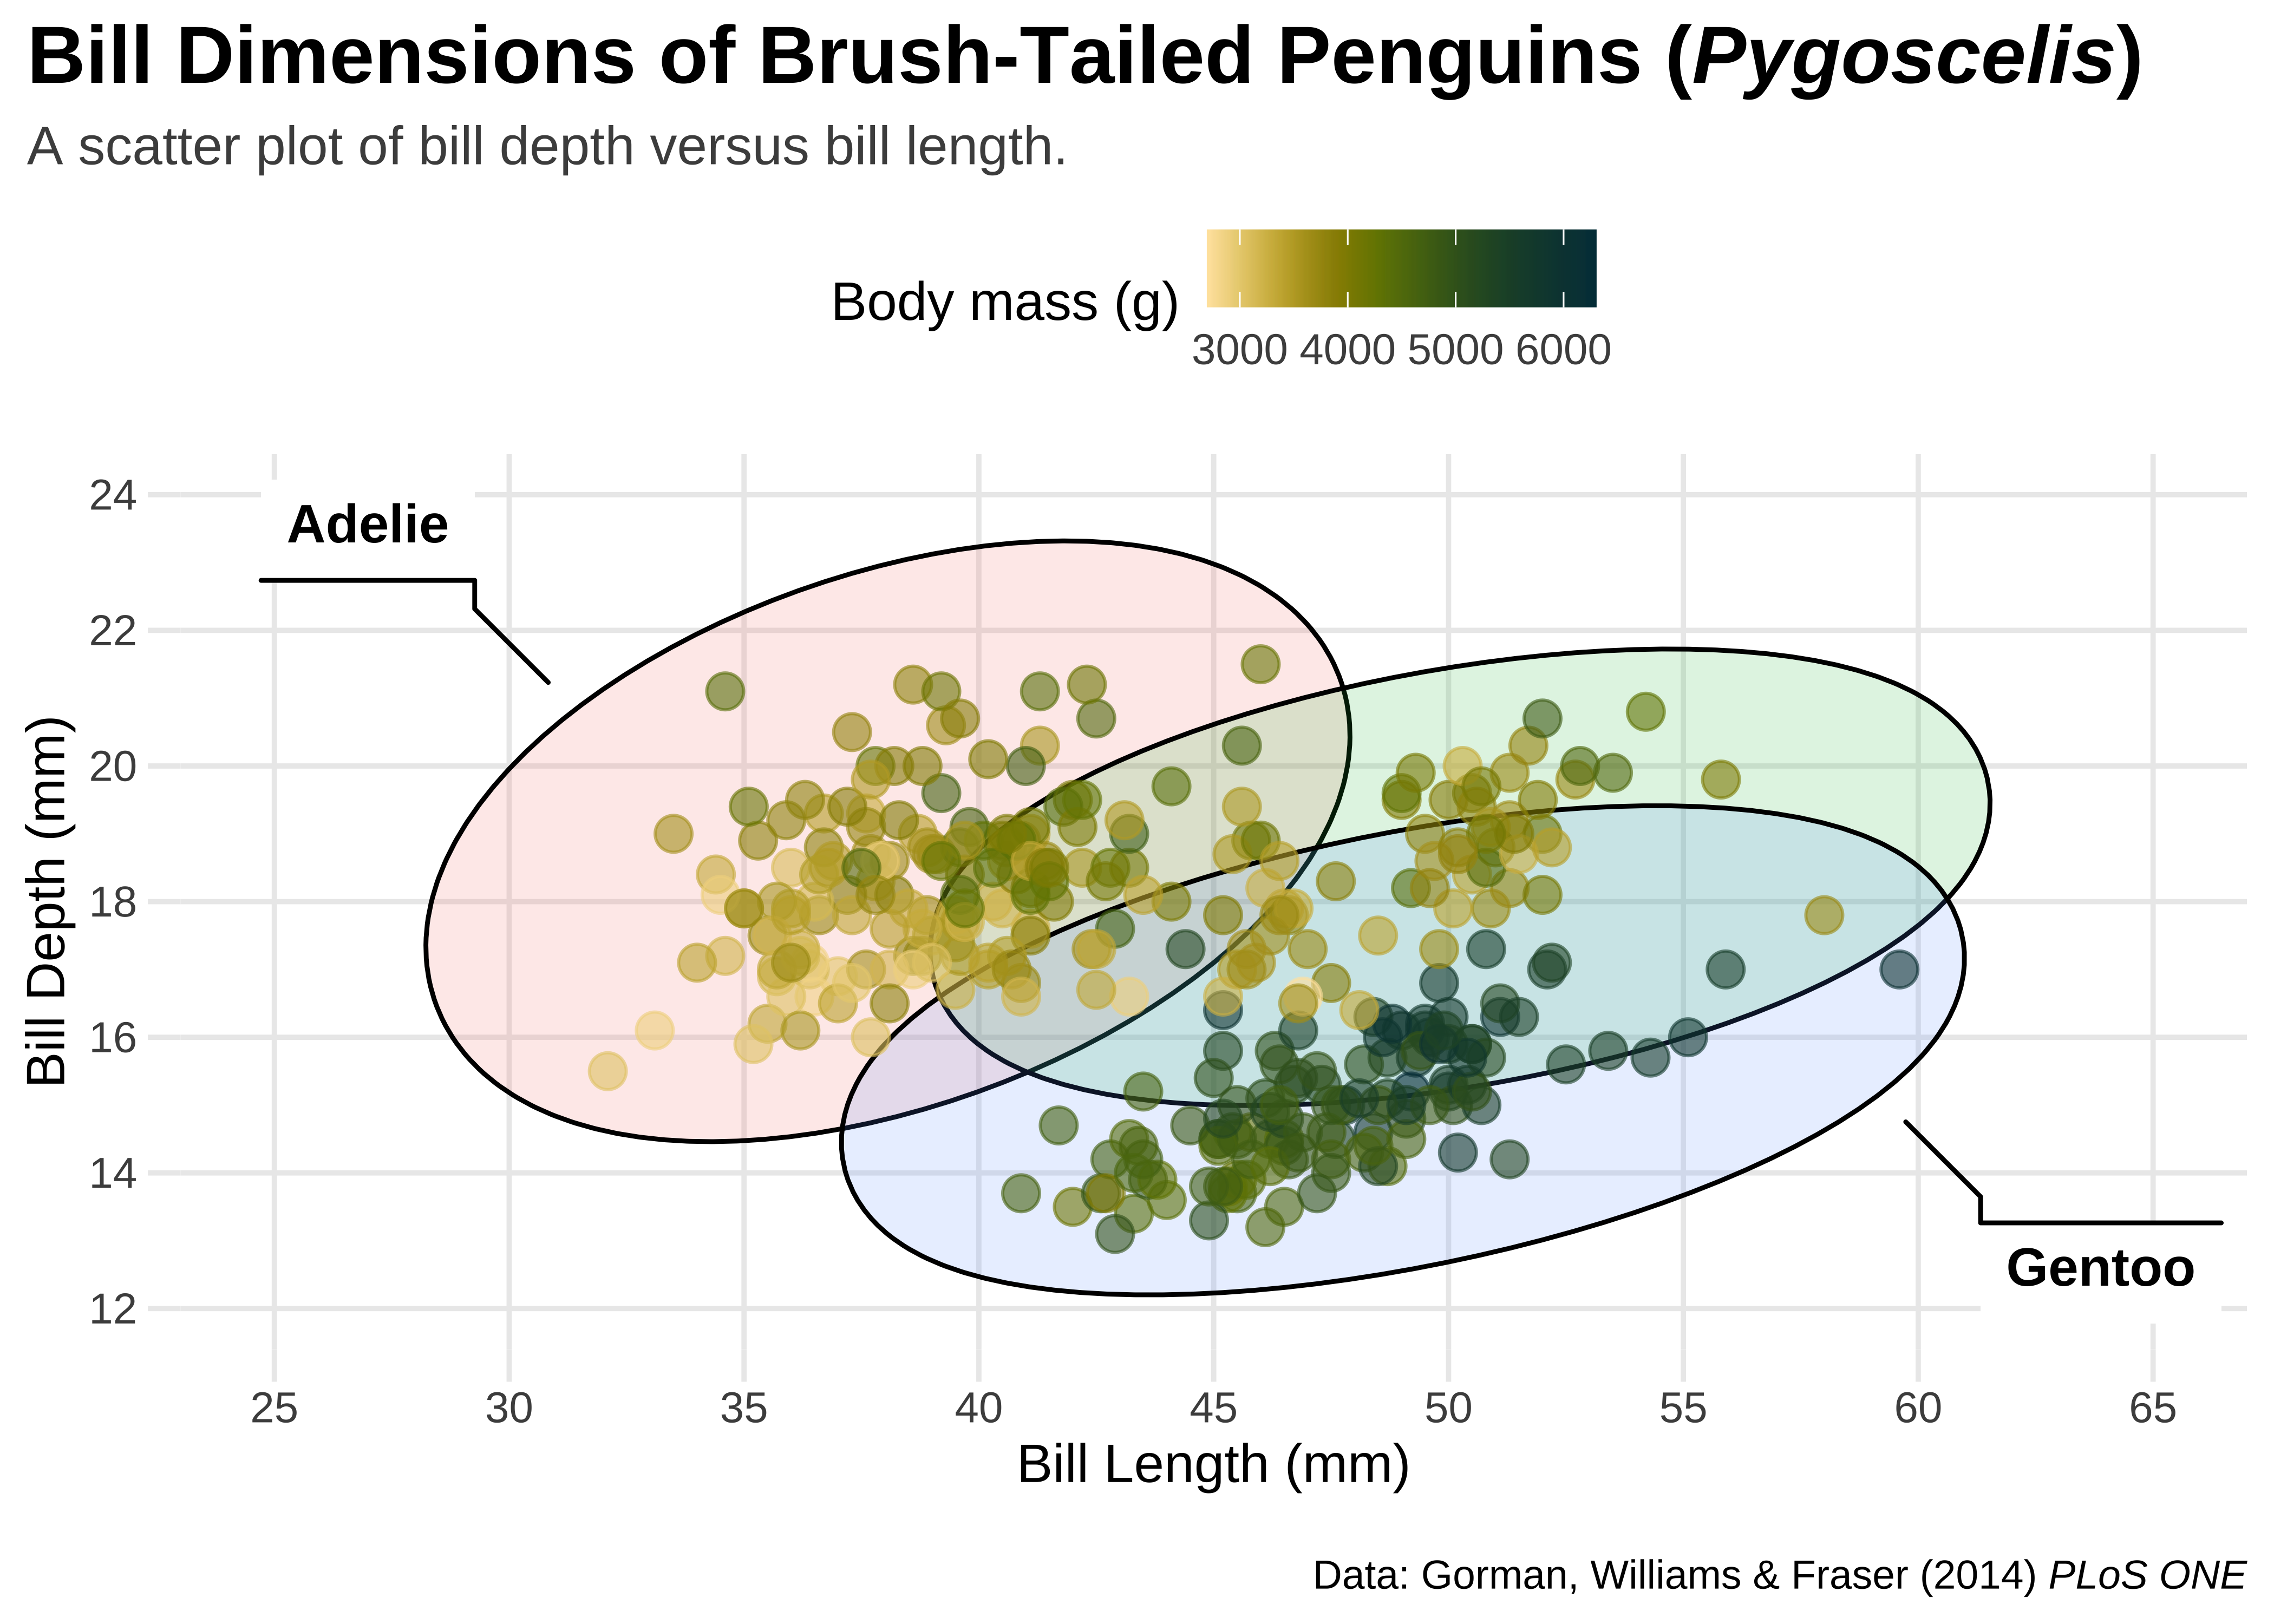 Bill Dimensions of Brush-Tailed Penguins (Pygoscelis)
A scatter plot of bill depth versus bill length.
Body mass (g)
3000 4000 5000 6000
Bill Depth (mm)
24
22
20
18
16
14
12
Adelie
Gentoo
25 30 35 40 45 50 55 60 65
Bill Length (mm)
Data: Gorman, Williams & Fraser (2014) PLoS ONE